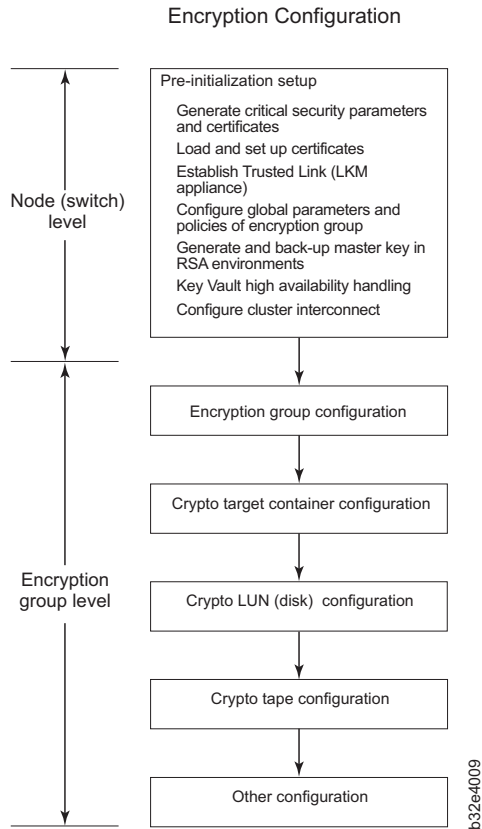 Encryption Configuration
Pre-initialization setup
Generate critical security parameters
and certificates
Load and set up certificates
Establish Trusted Link (LKM
appliance)
Configure global parameters and
policies of encryption group
Generate and back-up master key in
RSA environments
Key Vault high availability handling
Configure cluster interconnect
Node (switch)
level
Encryption group configuration
Crypto target container configuration
Encryption
group level
Crypto LUN (disk) configuration
Crypto tape configuration
Other configuration
b32e4009